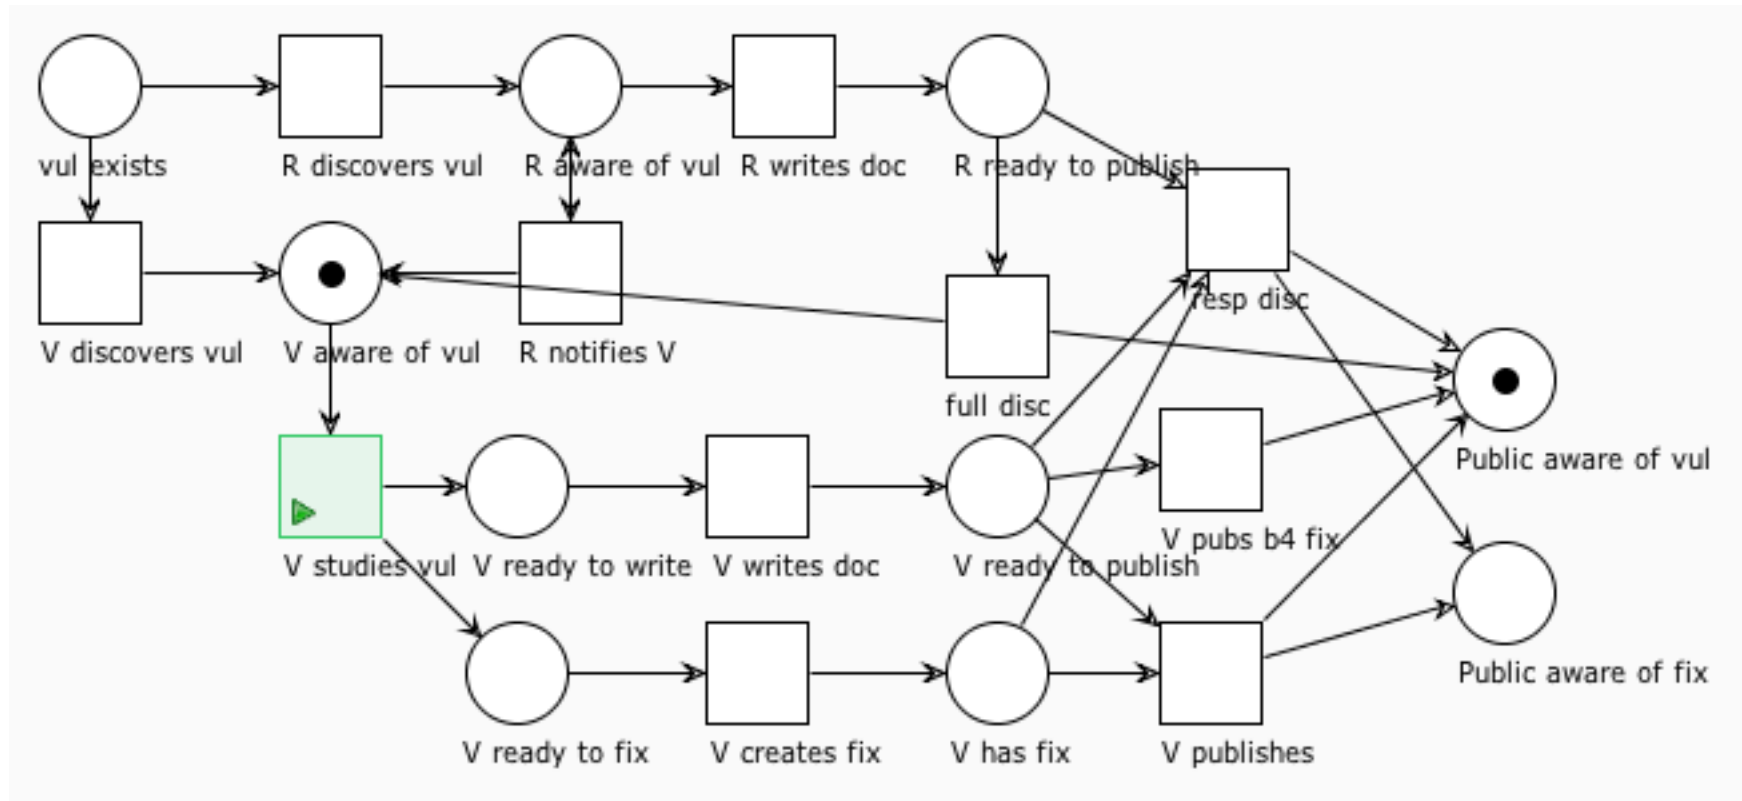 vul exists
R discovers vul
R aware of vul
R writes doc
R ready to publish
resp disc
V discovers vul
V aware of vul
R notifies V
full disc
Public aware of vul
V studies vul
V ready to write
V writes doc
V ready to publish
V pubs b4 fix
Public aware of fix
V ready to fix
V creates fix
V has fix
V publishes